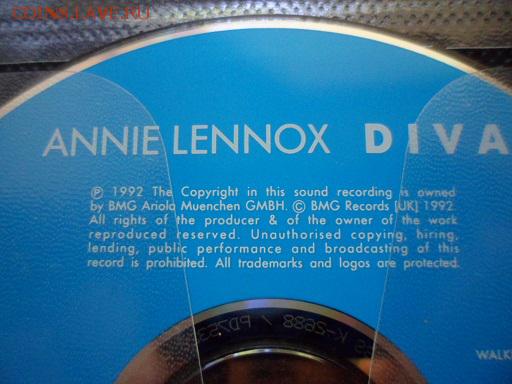 COINS.LAVE.RU
ANNIE LENNOX DIVA
℗ 1992 The Copyright in this sound recording is owned
by BMG Ariola Muenchen GMBH. © BMG Records [UK] 1992.
All rights of the producer & of the owner of the work
reproduced reserved. Unauthorised copying, hiring,
lending, public performance and broadcasting of this
record is prohibited. All trademarks and logos are protected.